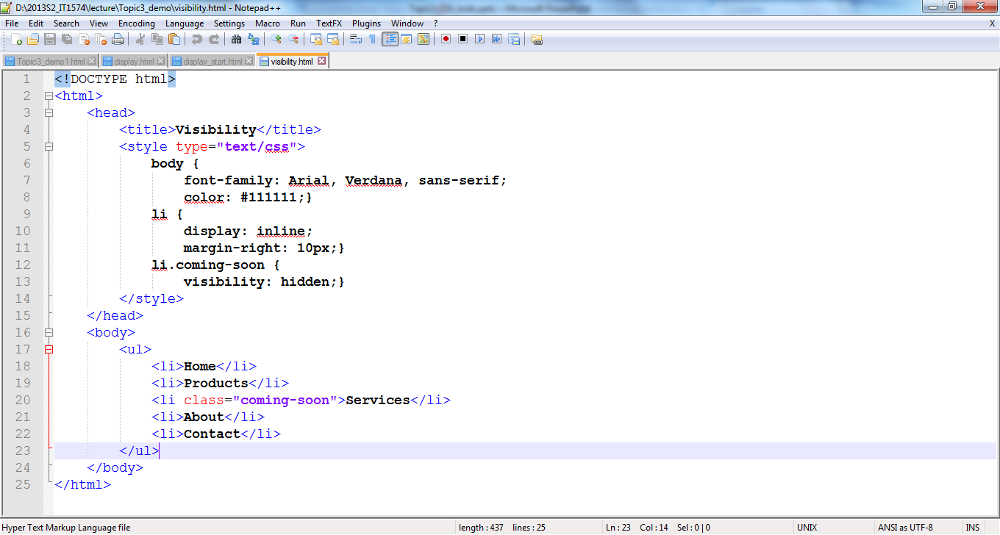 D:\2013S2_IT1574\lecture\Topic3_demo\visibility.html - Notepad++
File Edit Search View Encoding Language Settings Macro Run TextFX Plugins Window ? X
Topic3_demo1.html display.html display_start.html visibility.html
1 <!DOCTYPE html>
2 <html>
3 <head>
4 <title>Visibility</title>
5 <style type="text/css">
6 body {
7 font-family: Arial, Verdana, sans-serif;
8 color: #111111;}
9 li {
10 display: inline;
11 margin-right: 10px;}
12 li.coming-soon {
13 visibility: hidden;}
14 </style>
15 </head>
16 <body>
17 <ul>
18 <li>Home</li>
19 <li>Products</li>
20 <li class="coming-soon">Services</li>
21 <li>About</li>
22 <li>Contact</li>
23 </ul>
24 </body>
25 </html>
Hyper Text Markup Language file length : 437 lines : 25 Ln : 23 Col : 14 Sel : 0 | 0 UNIX ANSI as UTF-8 INS